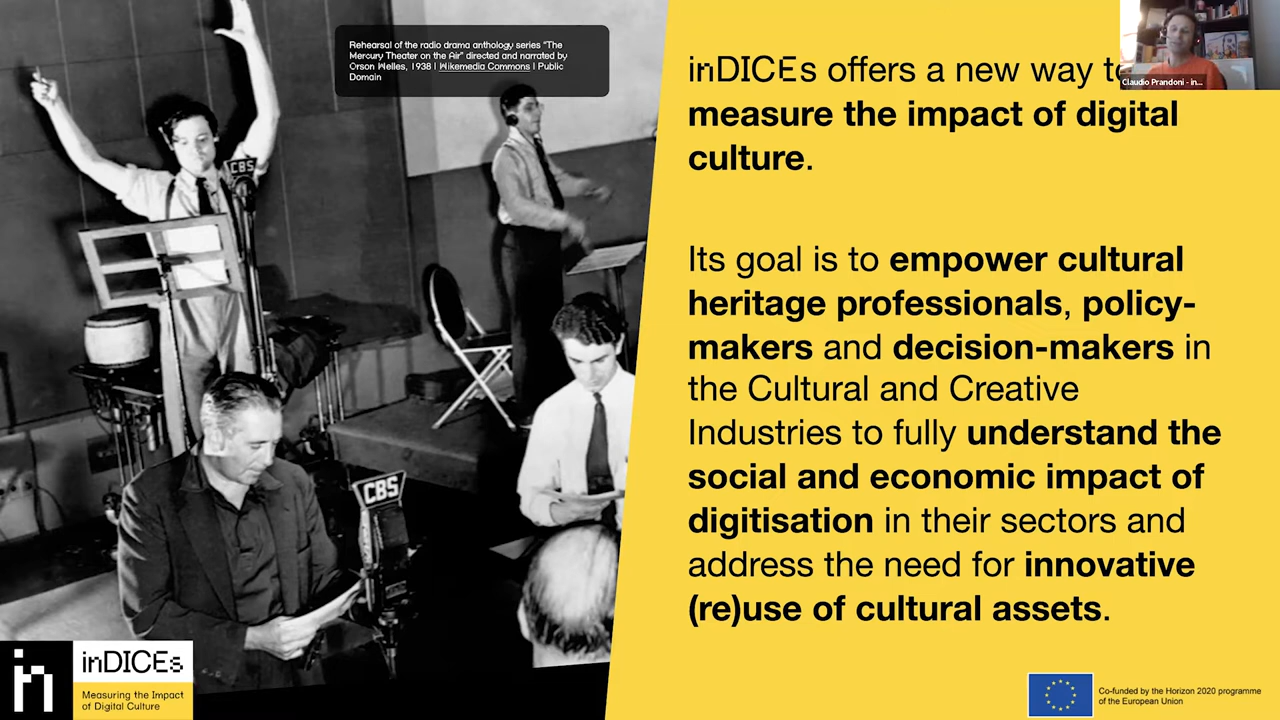 Rehearsal of the radio drama anthology series "The
Mercury Theater on the Air" directed and narrated by
Orson Welles, 1938 | Wikemedia Commons | Public
Domain
CBS
CBS
inDICEs
Measuring the Impact
of Digital Culture
inDICEs offers a new way
measure the impact of digital
culture.
Its goal is to empower cultural
heritage professionals, policy-
makers and decision-makers in
the Cultural and Creative
Industries to fully understand the
social and economic impact of
digitisation in their sectors and
address the need for innovative
(re)use of cultural assets.
Claudio Prandoni - in...
Co-funded by the Horizon 2020 programme
of the European Union